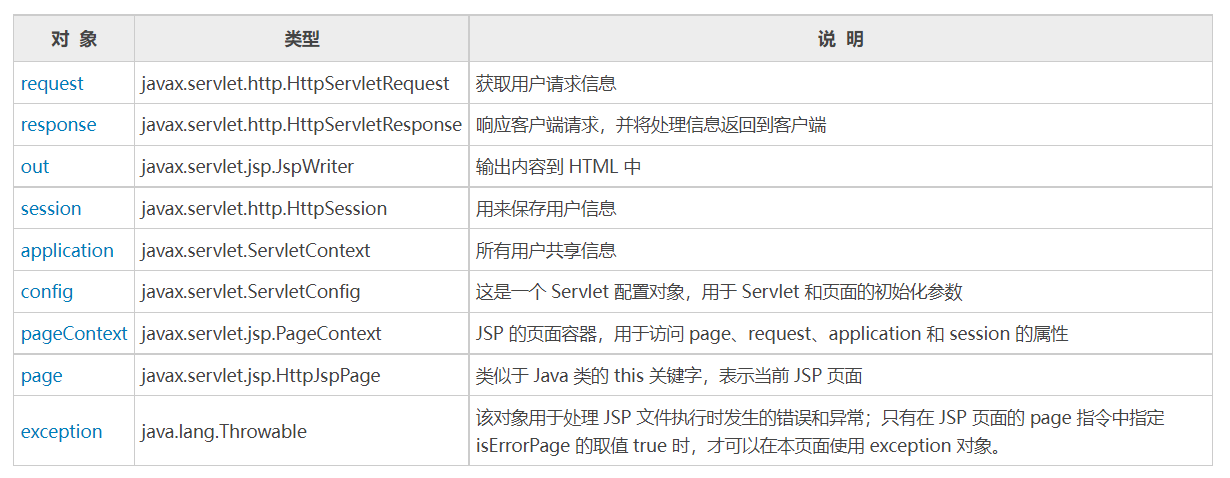 对 象 类型 说 明
request javax.servlet.http.HttpServletRequest 获取用户请求信息
response javax.servlet.http.HttpServletResponse 响应客户端请求，并将处理信息返回到客户端
out javax.servlet.jsp.JspWriter 输出内容到 HTML 中
session javax.servlet.http.HttpSession 用来保存用户信息
application javax.servlet.ServletContext 所有用户共享信息
config javax.servlet.ServletConfig 这是一个 Servlet 配置对象，用于 Servlet 和页面的初始化参数
pageContext javax.servlet.jsp.PageContext JSP 的页面容器，用于访问 page、request、application 和 session 的属性
page javax.servlet.jsp.HttpJspPage 类似于 Java 类的 this 关键字，表示当前 JSP 页面
exception java.lang.Throwable 该对象用于处理 JSP 文件执行时发生的错误和异常；只有在 JSP 页面的 page 指令中指定
isErrorPage 的取值 true 时，才可以在本页面使用 exception 对象。